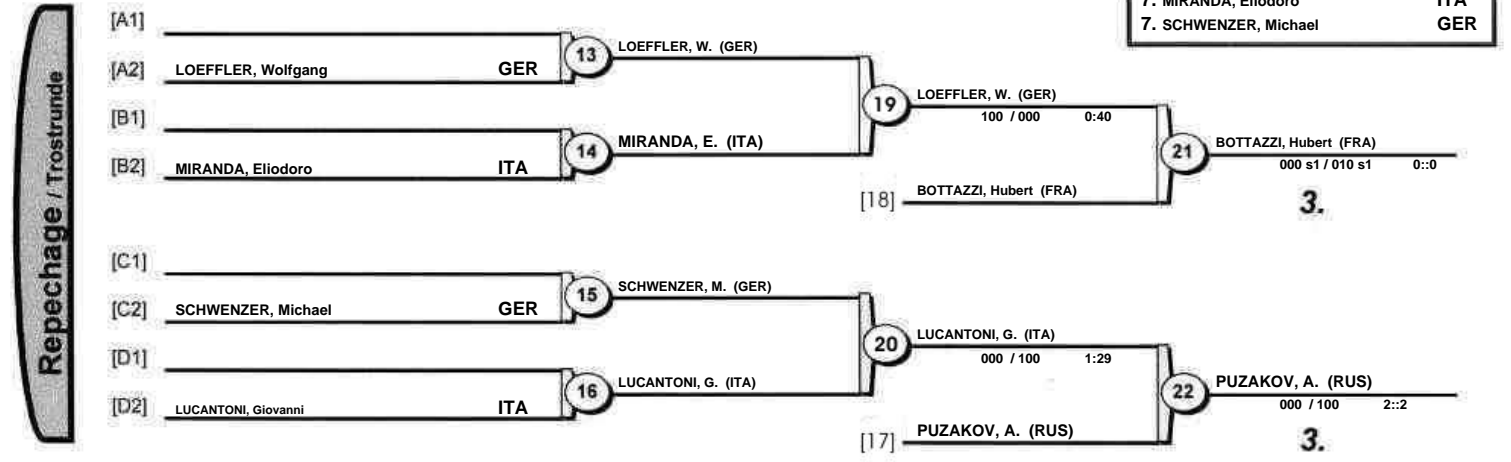 7. MIRANDA, Eliodoro ITA
7. SCHWENZER, Michael GER
Repechage / Trostrunde
[A1]
[A2] LOEFFLER, Wolfgang GER
13 LOEFFLER, W. (GER)
[B1]
[B2] MIRANDA, Eliodoro ITA
14 MIRANDA, E. (ITA)
19 LOEFFLER, W. (GER)
100 / 000 0:40
[18] BOTTAZZI, Hubert (FRA)
21 BOTTAZZI, Hubert (FRA)
000 s1 / 010 s1 0::0
3.
[C1]
[C2] SCHWENZER, Michael GER
15 SCHWENZER, M. (GER)
[D1]
[D2] LUCANTONI, Giovanni ITA
16 LUCANTONI, G. (ITA)
20 LUCANTONI, G. (ITA)
000 / 100 1:29
[17] PUZAKOV, A. (RUS)
22 PUZAKOV, A. (RUS)
000 / 100 2::2
3.